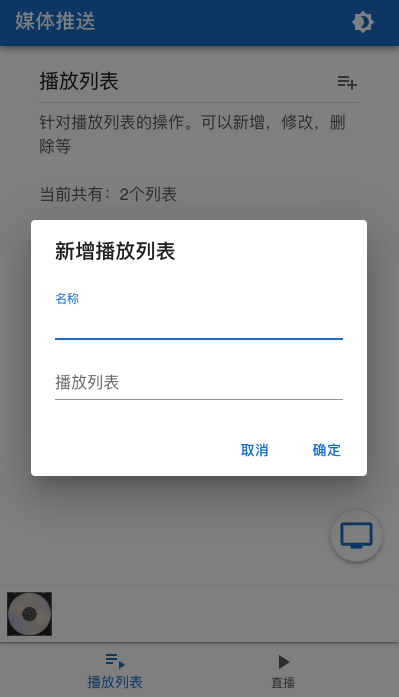 媒体推送
播放列表
针对播放列表的操作。可以新增，修改，删
除等
当前共有：2个列表
新增播放列表
名称
播放列表
取消
确定
播放列表
直播